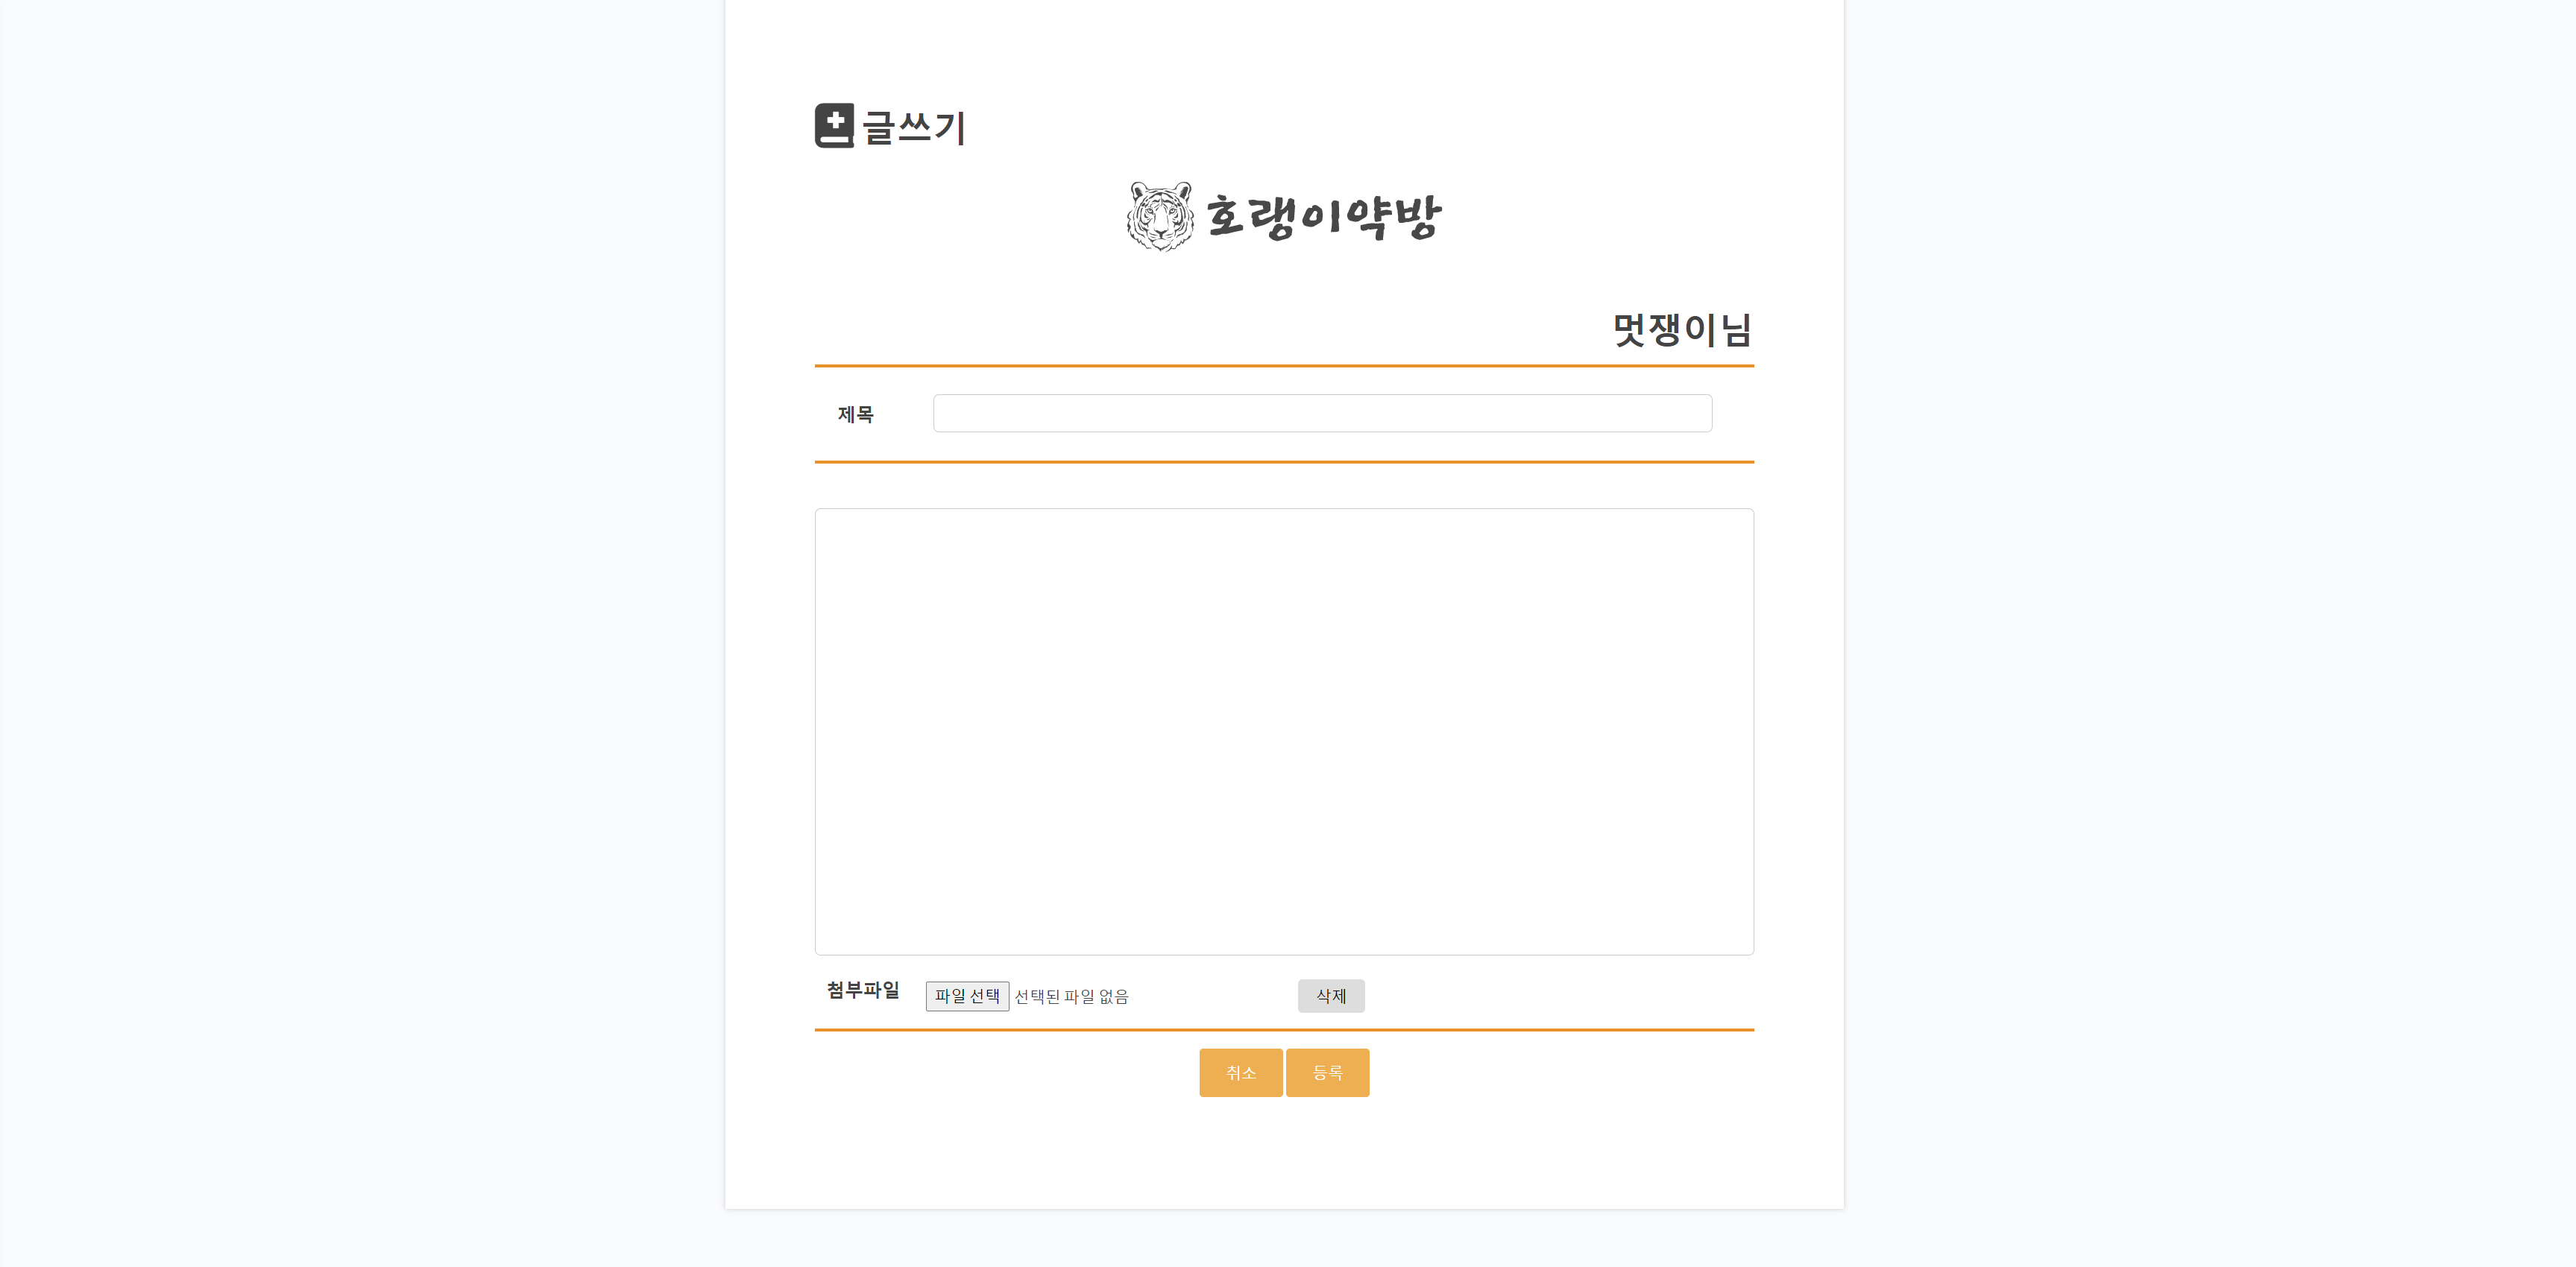 글쓰기
호랭이약방
멋쟁이님
제목
첨부파일 파일 선택 선택된 파일 없음 삭제
취소 등록